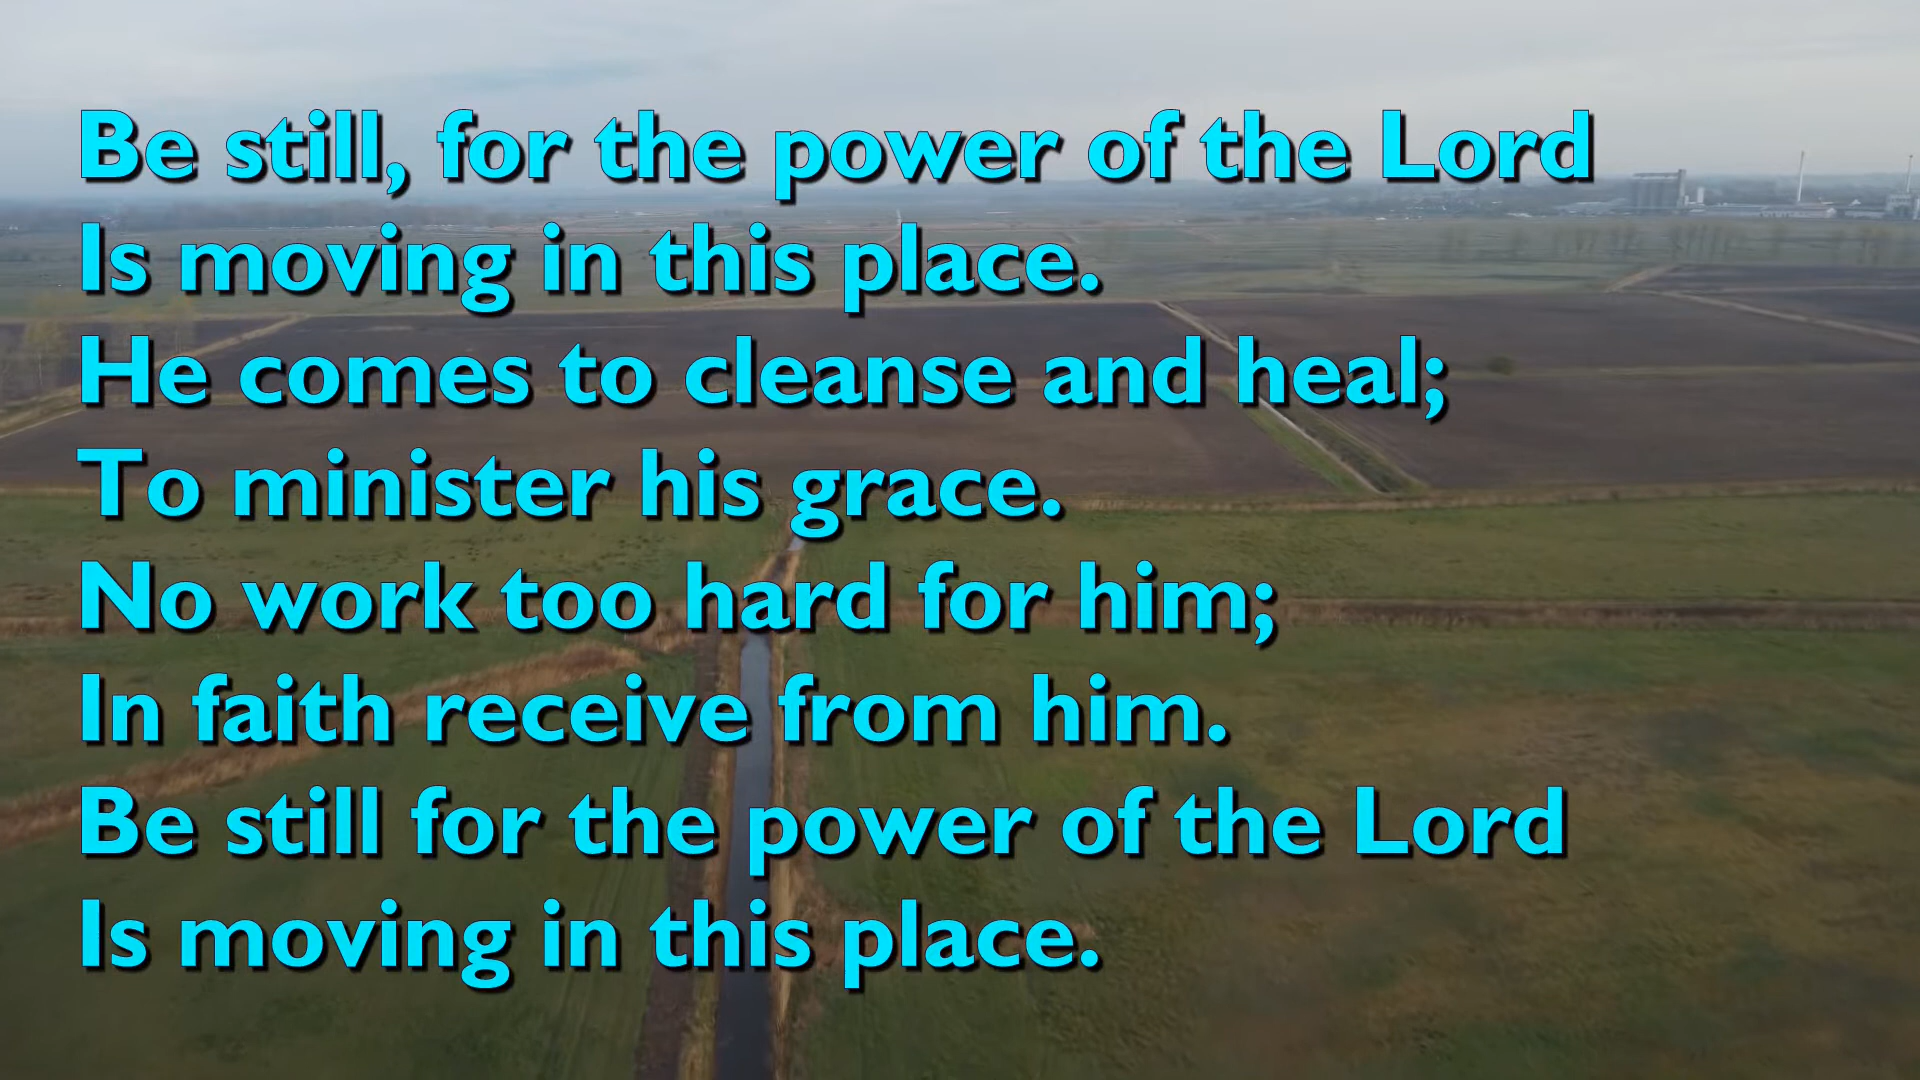 Be still, for the power of the Lord
Is moving in this place.
He comes to cleanse and heal;
To minister his grace.
No work too hard for him;
In faith receive from him.
Be still for the power of the Lord
Is moving in this place.